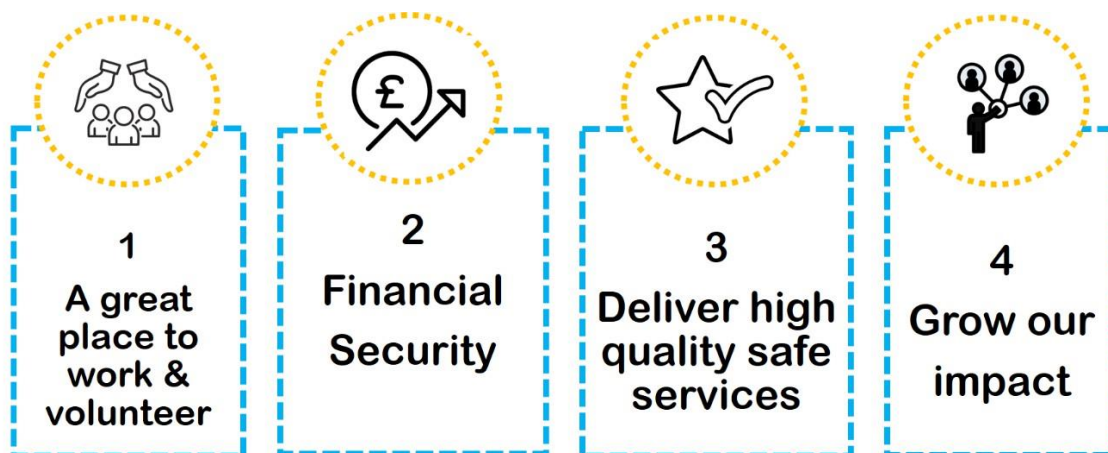 1
A great
place to
work &
volunteer
£
2
Financial
Security
3
Deliver high
quality safe
services
4
Grow our
impact